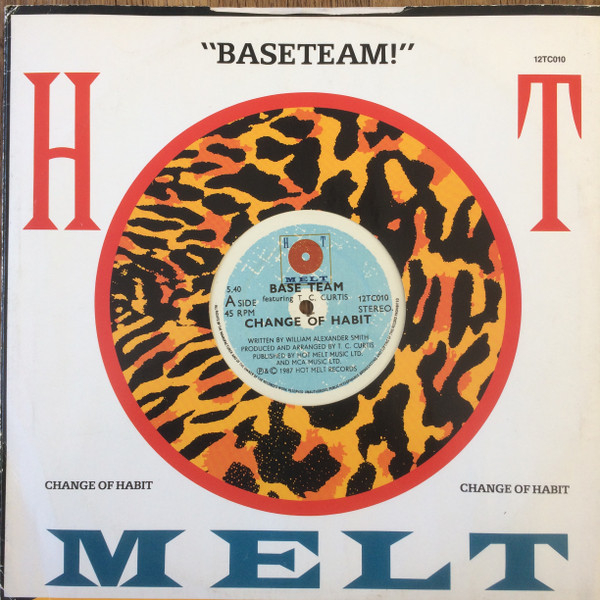 "BASETEAM!"
12TC010
H T
H T
MELT
5.40
BASE TEAM
A SIDE
featuring T. C. CURTIS
12TC010
45 RPM
STEREO
CHANGE OF HABIT
WRITTEN BY WILLIAM ALEXANDER SMITH
PRODUCED AND ARRANGED BY T. C. CURTIS
PUBLISHED BY HOT MELT MUSIC LTD.
AND MCA MUSIC LTD.
℗&© 1987 HOT MELT RECORDS
CHANGE OF HABIT
CHANGE OF HABIT
MELT